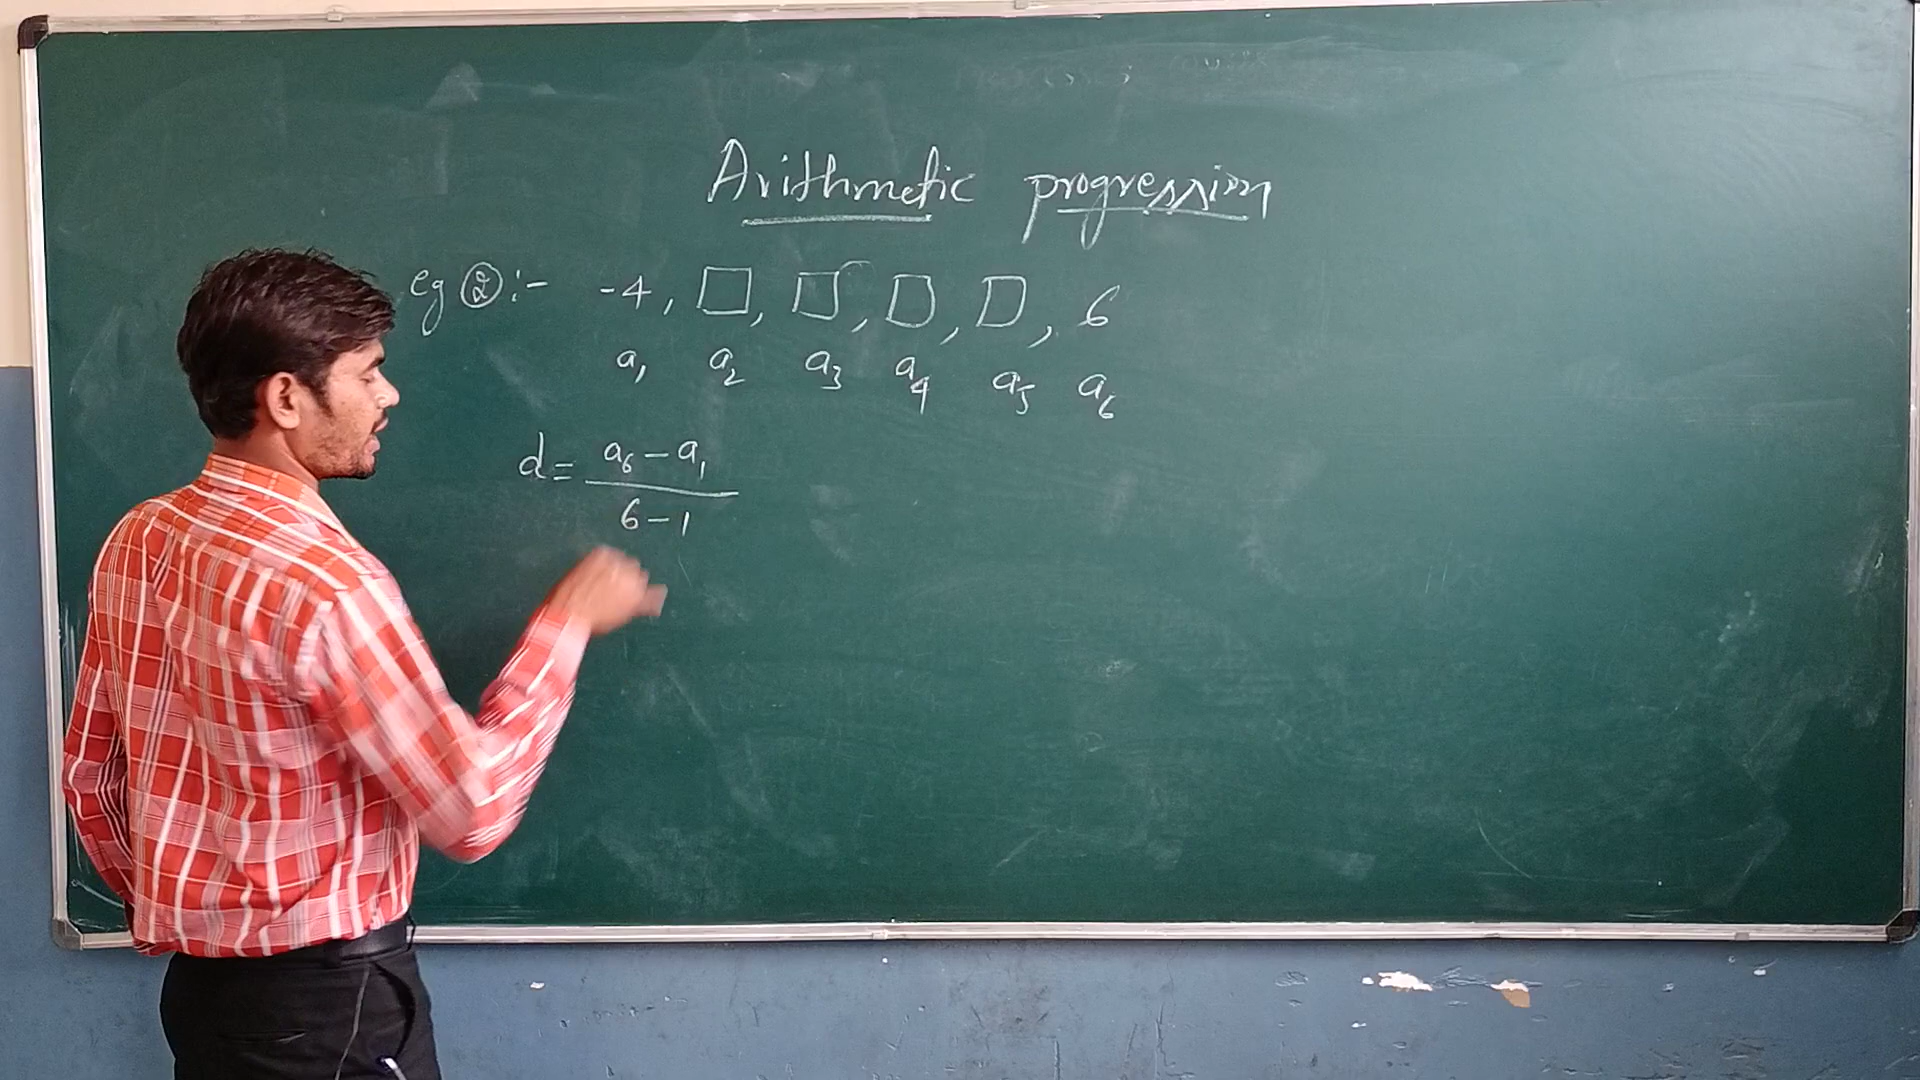 Arithmetic progression
eg ② :- -4, □, □, □, □, 6
a₁ a₂ a₃ a₄ a₅ a₆
d = a₆ - a₁
6 - 1